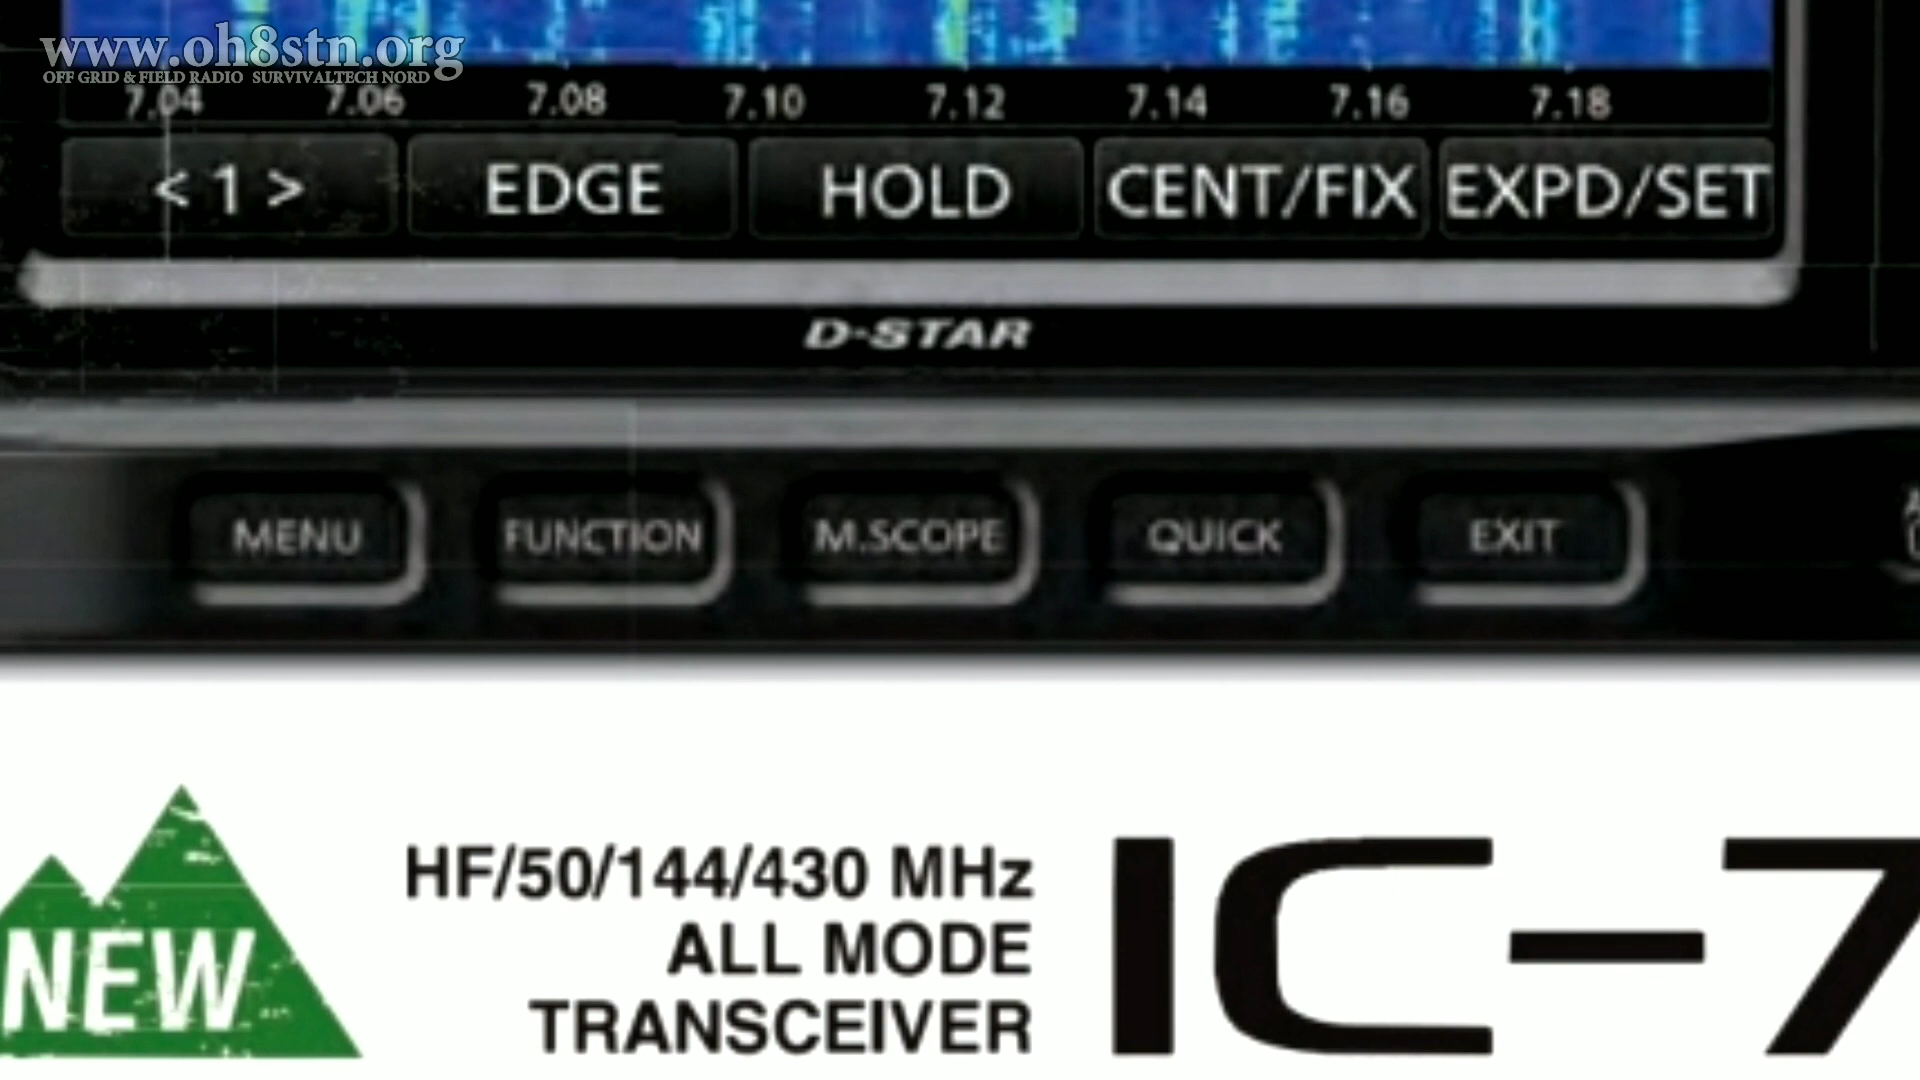 www.oh8stn.org
OFF GRID & FIELD RADIO SURVIVALTECH NORD
7.04 7.06 7.08 7.10 7.12 7.14 7.16 7.18
< 1 > EDGE HOLD CENT/FIX EXPD/SET
D-STAR
MENU FUNCTION M.SCOPE QUICK EXIT
NEW
HF/50/144/430 MHz
ALL MODE
TRANSCEIVER
IC-7